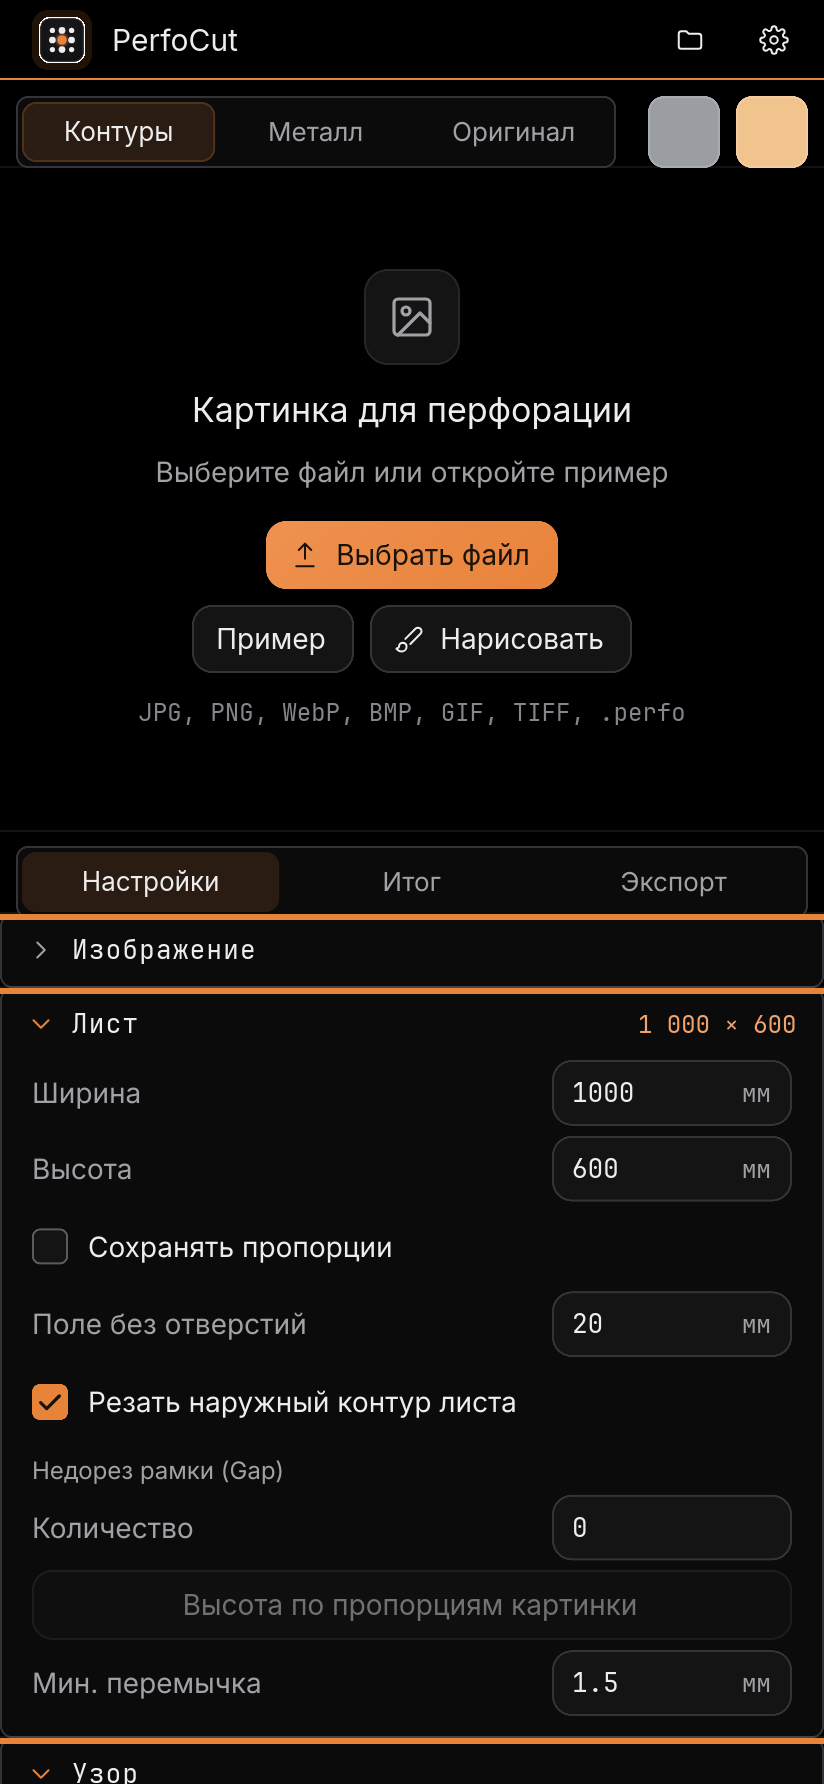 PerfoCut
Контуры Металл Оригинал
Картинка для перфорации
Выберите файл или откройте пример
Выбрать файл
Пример Нарисовать
JPG, PNG, WebP, BMP, GIF, TIFF, .perfo
Настройки Итог Экспорт
Изображение
Лист 1 000 × 600
Ширина 1000 мм
Высота 600 мм
Сохранять пропорции
Поле без отверстий 20 мм
Резать наружный контур листа
Недорез рамки (Gap)
Количество 0
Высота по пропорциям картинки
Мин. перемычка 1.5 мм
Узор